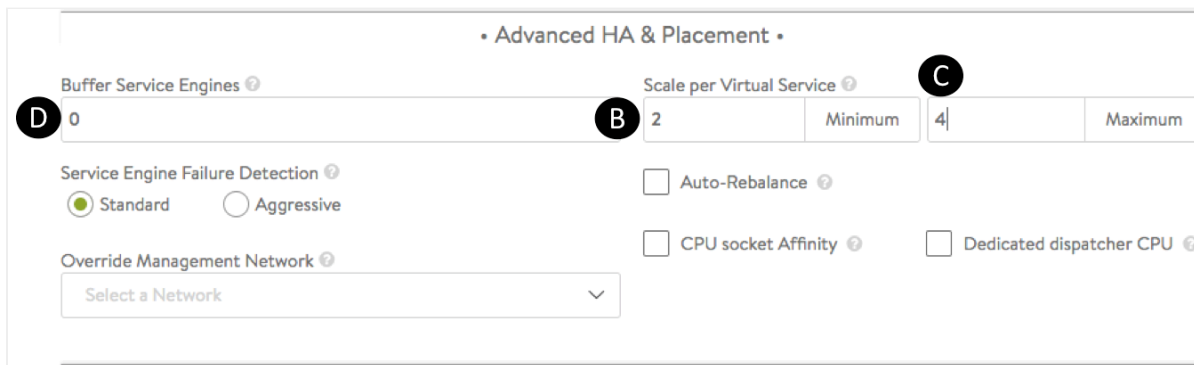 • Advanced HA & Placement •
Buffer Service Engines ?
Scale per Virtual Service ?
C
D
0
B
2
Minimum
4
Maximum
Service Engine Failure Detection ?
Standard
Aggressive
Auto-Rebalance ?
CPU socket Affinity ?
Dedicated dispatcher CPU ?
Override Management Network ?
Select a Network